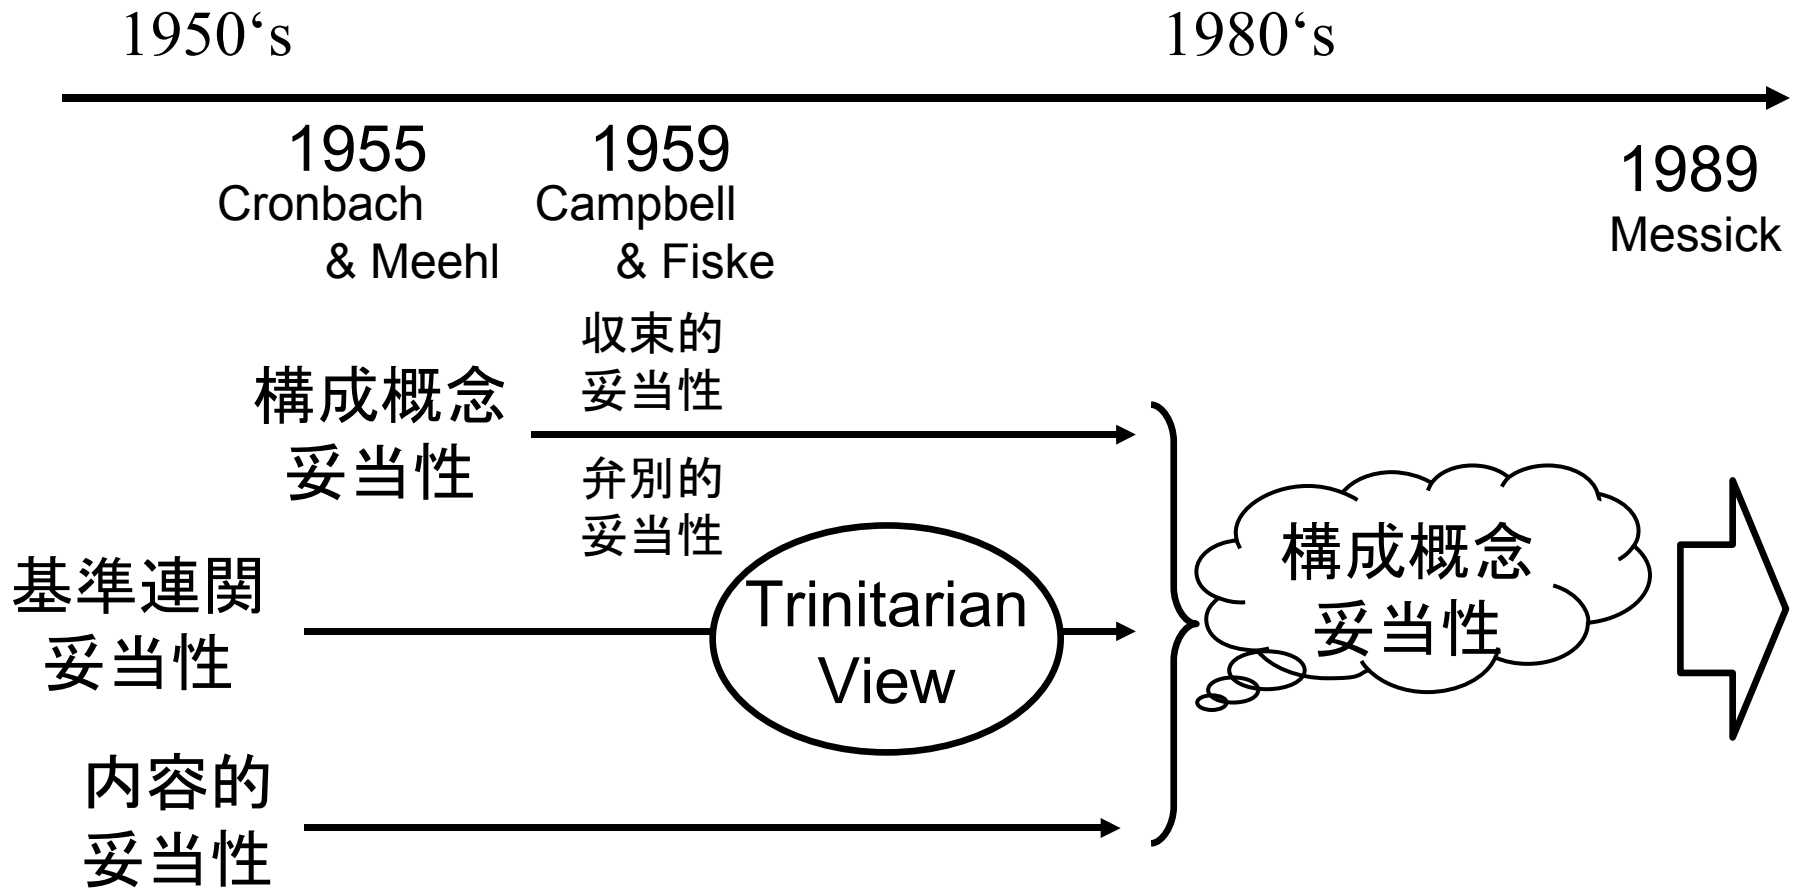 1950‘s
1980‘s
1955
Cronbach
& Meehl
1959
Campbell
& Fiske
1989
Messick
収束的
妥当性
構成概念
妥当性
弁別的
妥当性
基準連関
妥当性
Trinitarian
View
構成概念
妥当性
内容的
妥当性